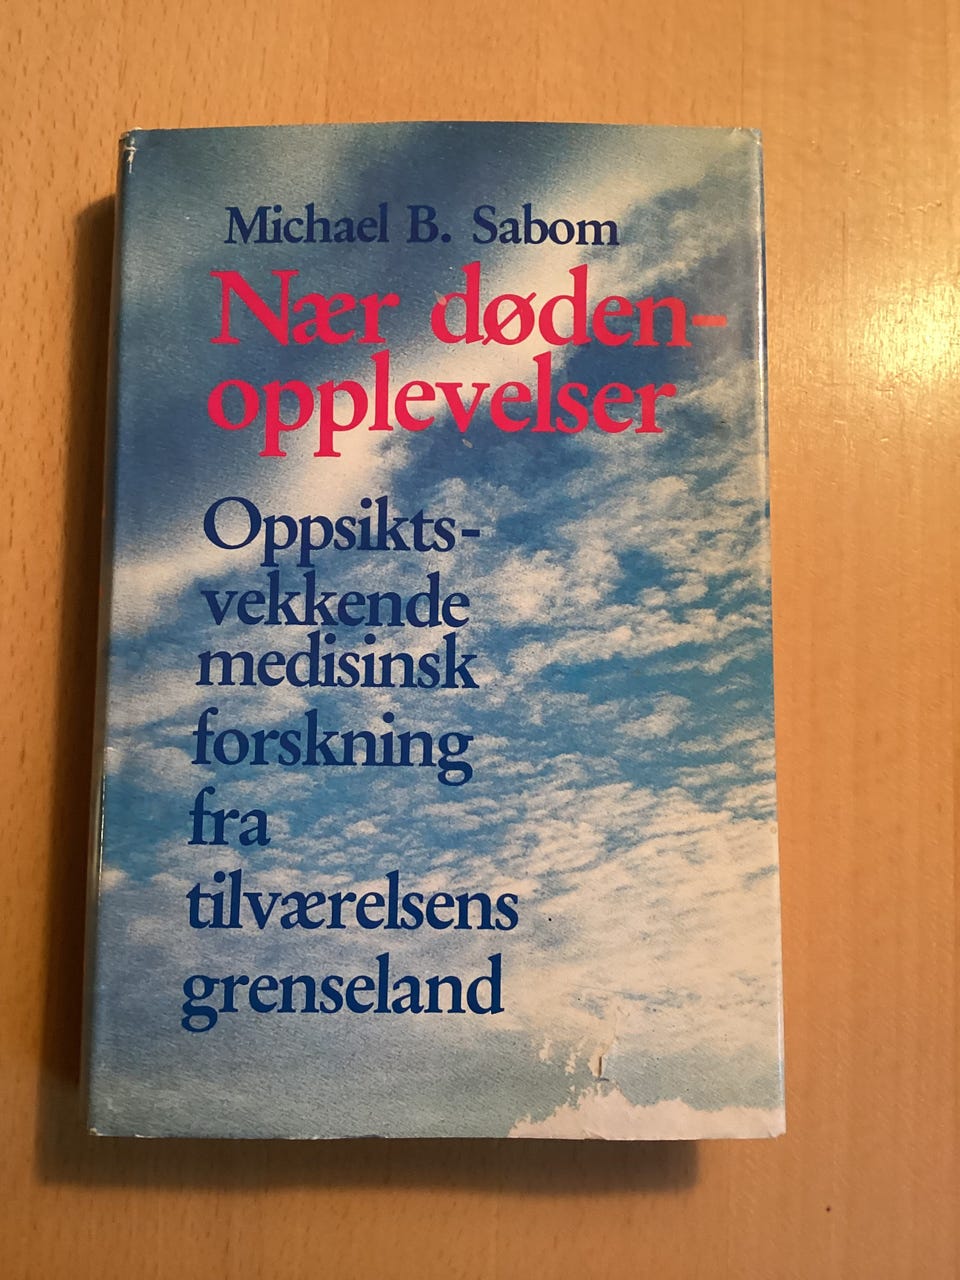 Michael B. Sabom
Nær døden-
opplevelser
Oppsikts-
vekkende
medisinsk
forskning
fra
tilværelsens
grenseland